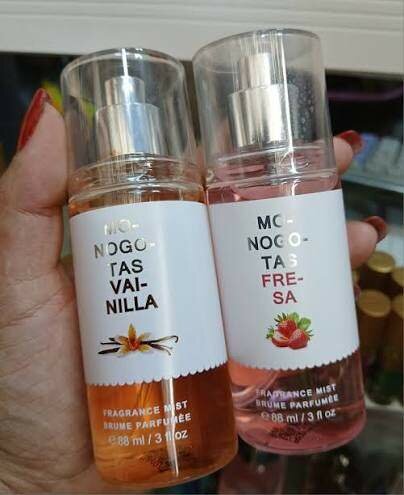 MO-
NOGO-
TAS
VAI-
NILLA
FRAGRANCE MIST
BRUME PARFUMÉE
℮88 ml / 3 fl oz
MO-
NOGO-
TAS
FRE-
SA
FRAGRANCE MIST
BRUME PARFUMÉE
℮88 ml / 3 fl oz